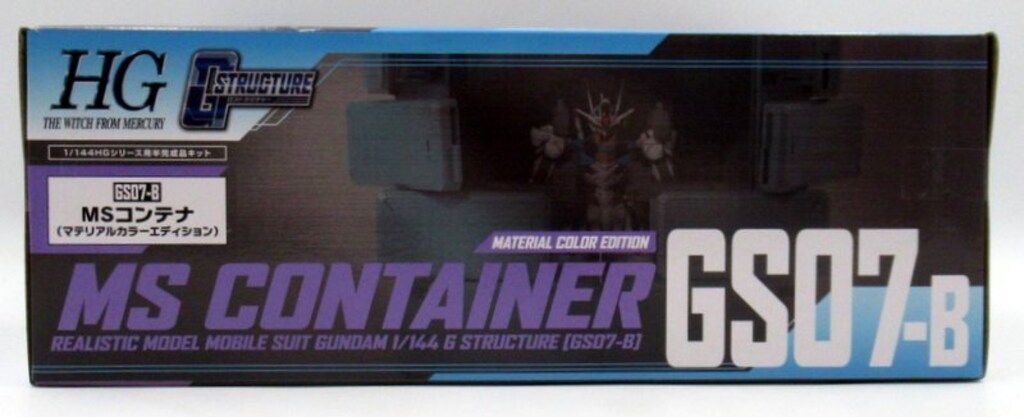 HG
THE WITCH FROM MERCURY
G STRUCTURE
1/144HGシリーズ用半完成品キット
GS07-B
MSコンテナ
(マテリアルカラーエディション)
MATERIAL COLOR EDITION
MS CONTAINER
REALISTIC MODEL MOBILE SUIT GUNDAM 1/144 G STRUCTURE [GS07-B]
GS07-B